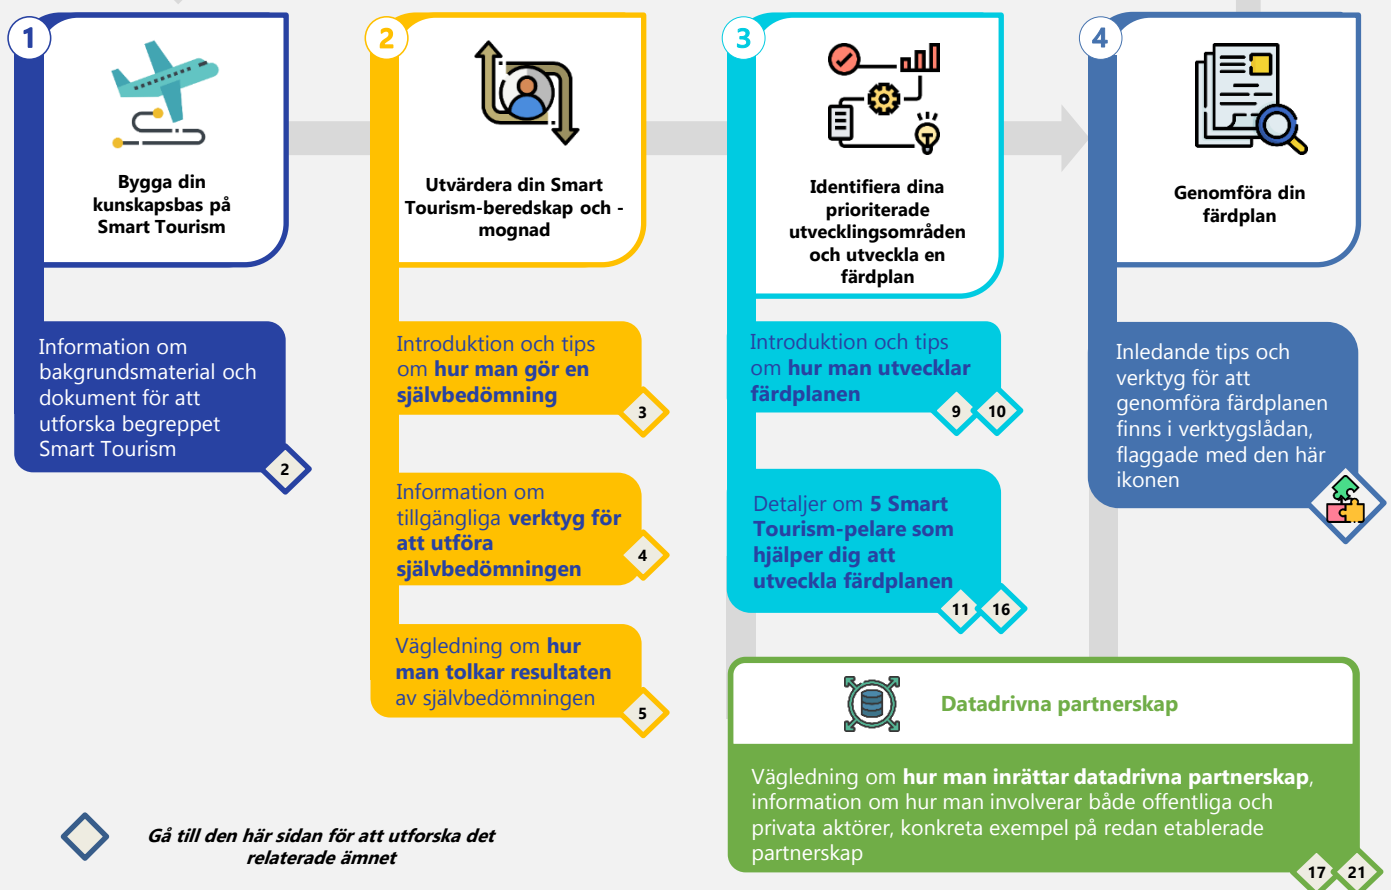 1
Bygga din
kunskapsbas på
Smart Tourism
Information om
bakgrundsmaterial och
dokument för att
utforska begreppet
Smart Tourism
2
2
Utvärdera din Smart
Tourism-beredskap och -
mognad
Introduktion och tips
om hur man gör en
självbedömning
3
Information om
tillgängliga verktyg för
att utföra
självbedömningen
4
Vägledning om hur
man tolkar resultaten
av självbedömningen
5
3
Identifiera dina
prioriterade
utvecklingsområden
och utveckla en
färdplan
Introduktion och tips
om hur man utvecklar
färdplanen
9 10
Detaljer om 5 Smart
Tourism-pelare som
hjälper dig att
utveckla färdplanen
11 16
4
Genomföra din
färdplan
Inledande tips och
verktyg för att
genomföra färdplanen
finns i verktygslådan,
flaggade med den här
ikonen
Datadrivna partnerskap
Vägledning om hur man inrättar datadrivna partnerskap,
information om hur man involverar både offentliga och
privata aktörer, konkreta exempel på redan etablerade
partnerskap
17 21
Gå till den här sidan för att utforska det
relaterade ämnet